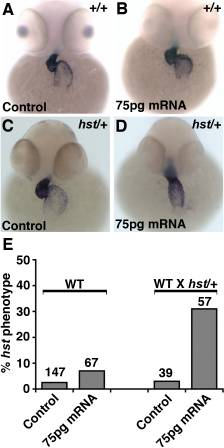 A
+/+
B
+/+
Control
75pg mRNA
C
hst/+
D
hst/+
Control
75pg mRNA
E
% hst phenotype
50
40
30
20
10
0
WT
WT X hst/+
147
67
39
57
Control
75pg mRNA
Control
75pg mRNA